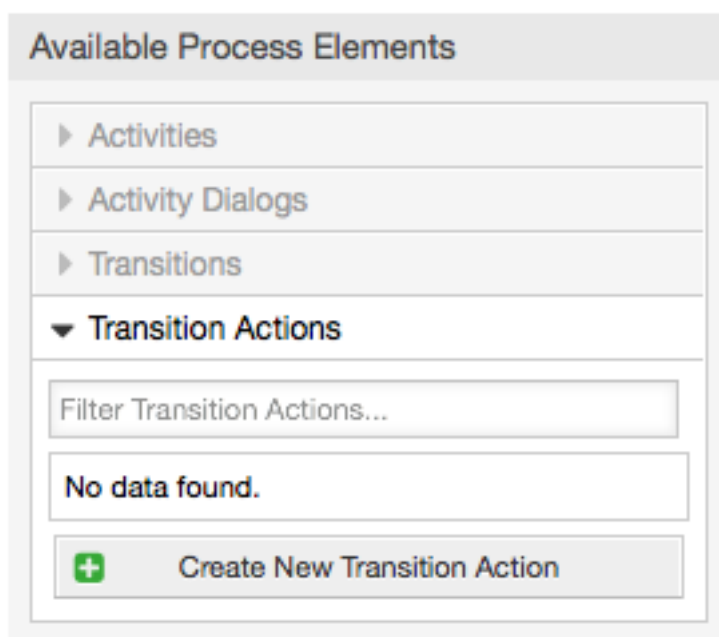 Available Process Elements
Activities
Activity Dialogs
Transitions
Transition Actions
Filter Transition Actions...
No data found.
Create New Transition Action